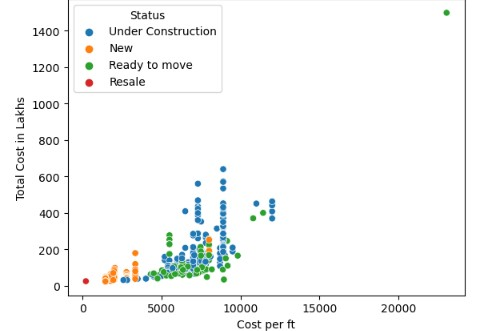 Status
Under Construction
New
Ready to move
Resale
1400
1200
1000
800
600
400
200
0
Total Cost in Lakhs
0 5000 10000 15000 20000
Cost per ft